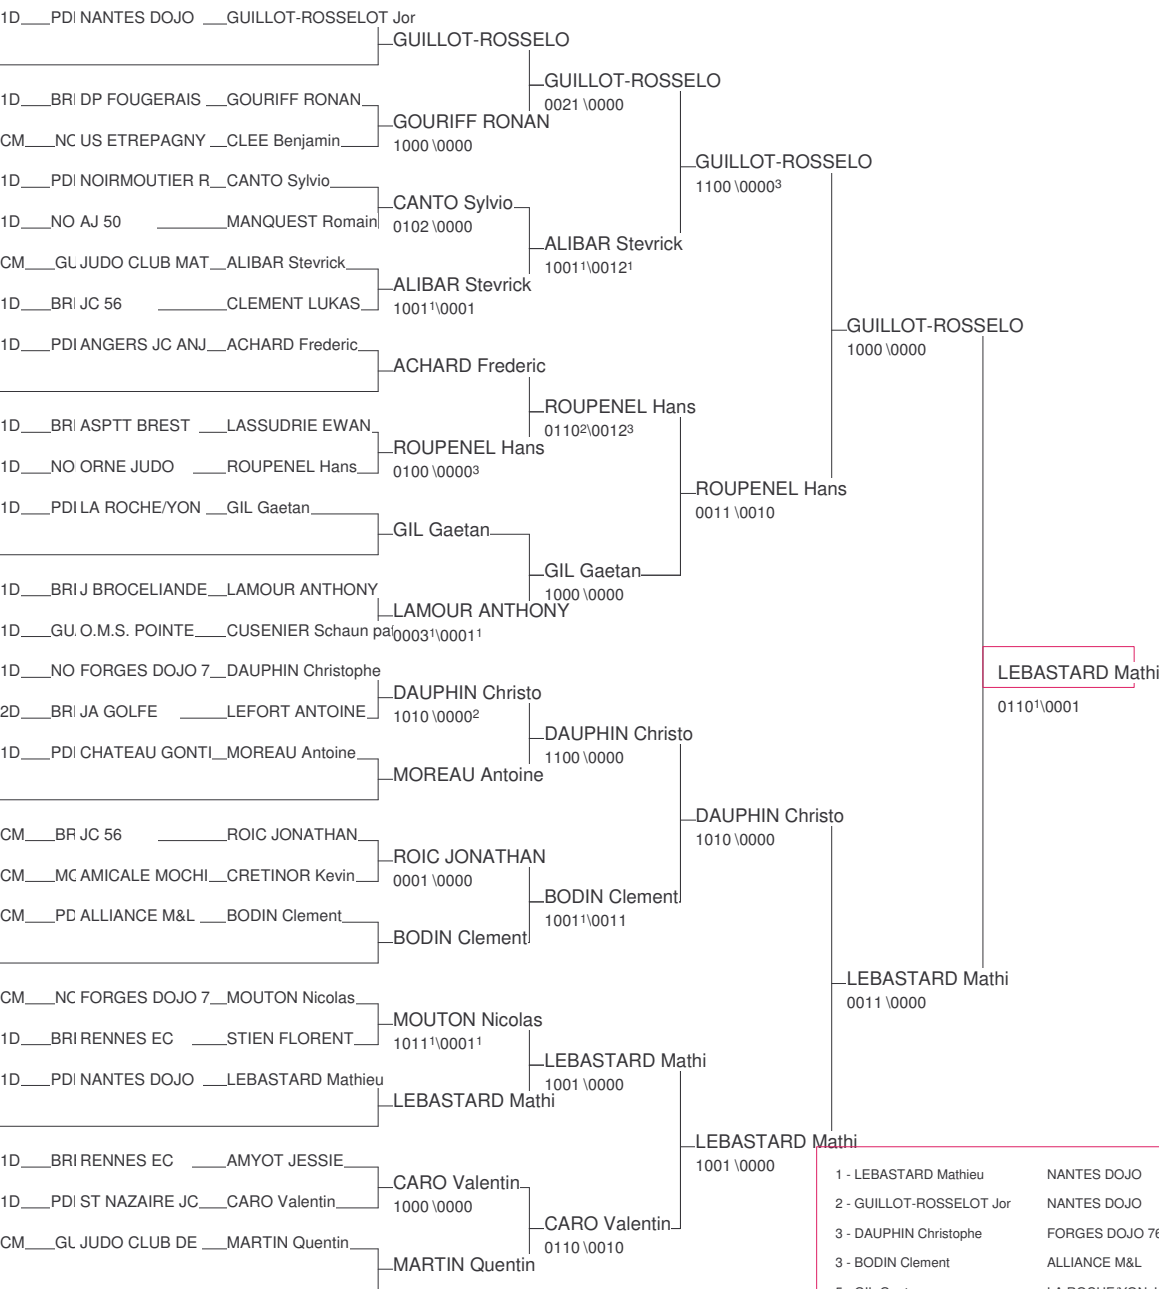 1D PDL NANTES DOJO GUILLOT-ROSSELOT Jor
GUILLOT-ROSSELO
GUILLOT-ROSSELO
0021 \0000
1D BRI DP FOUGERAIS GOURIFF RONAN
GOURIFF RONAN
1000 \0000
CM NC US ETREPAGNY CLEE Benjamin
GUILLOT-ROSSELO
1100 \0000³
1D PDL NOIRMOUTIER R CANTO Sylvio
CANTO Sylvio
0102 \0000
1D NO AJ 50 MANQUEST Romain
ALIBAR Stevrick
1001¹\0012¹
CM GU JUDO CLUB MAT ALIBAR Stevrick
ALIBAR Stevrick
1001¹\0001
1D BRI JC 56 CLEMENT LUKAS
GUILLOT-ROSSELO
1000 \0000
1D PDL ANGERS JC ANJ ACHARD Frederic
ACHARD Frederic
ROUPENEL Hans
0110²\0012³
1D BRI ASPTT BREST LASSUDRIE EWAN
ROUPENEL Hans
0100 \0000³
1D NO ORNE JUDO ROUPENEL Hans
ROUPENEL Hans
0011 \0010
1D PDL LA ROCHE/YON GIL Gaetan
GIL Gaetan
GIL Gaetan
1000 \0000
1D BRI J BROCELIANDE LAMOUR ANTHONY
LAMOUR ANTHONY
0003¹\0001¹
1D GU O.M.S. POINTE CUSENIER Schaun pat
LEBASTARD Mathi
0110¹\0001
1D NO FORGES DOJO 7 DAUPHIN Christophe
DAUPHIN Christo
1010 \0000²
2D BRI JA GOLFE LEFORT ANTOINE
DAUPHIN Christo
1100 \0000
1D PDL CHATEAU GONTI MOREAU Antoine
MOREAU Antoine
DAUPHIN Christo
1010 \0000
CM BR JC 56 ROIC JONATHAN
ROIC JONATHAN
0001 \0000
CM MC AMICALE MOCHI CRETINOR Kevin
BODIN Clement
1001¹\0011
CM PD ALLIANCE M&L BODIN Clement
BODIN Clement
LEBASTARD Mathi
0011 \0000
CM NC FORGES DOJO 7 MOUTON Nicolas
MOUTON Nicolas
1011¹\0001¹
1D BRI RENNES EC STIEN FLORENT
LEBASTARD Mathi
1001 \0000
1D PDL NANTES DOJO LEBASTARD Mathieu
LEBASTARD Mathi
LEBASTARD Mathi
1001 \0000
1D BRI RENNES EC AMYOT JESSIE
CARO Valentin
1000 \0000
1D PDL ST NAZAIRE JC CARO Valentin
CARO Valentin
0110 \0010
CM GU JUDO CLUB DE MARTIN Quentin
MARTIN Quentin
1 - LEBASTARD Mathieu NANTES DOJO
2 - GUILLOT-ROSSELOT Jor NANTES DOJO
3 - DAUPHIN Christophe FORGES DOJO 76
3 - BODIN Clement ALLIANCE M&L